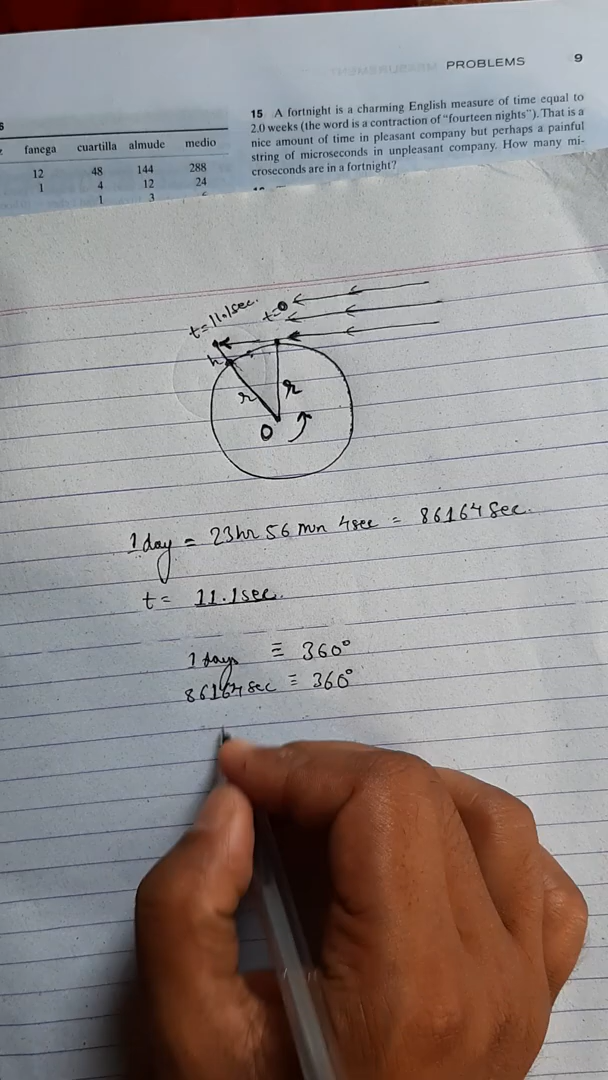 PROBLEMS 9
fanega cuartilla almude medio
12 48 144 288
1 4 12 24
1 3
15 A fortnight is a charming English measure of time equal to
2.0 weeks (the word is a contraction of “fourteen nights”). That is a
nice amount of time in pleasant company but perhaps a painful
string of microseconds in unpleasant company. How many mi-
croseconds are in a fortnight?
t=11.1sec.
t=0
h
r r
O
1 day = 23hr 56 min 4sec = 86164 sec.
t = 11.1sec.
1 days ≡ 360°
86164 sec ≡ 360°